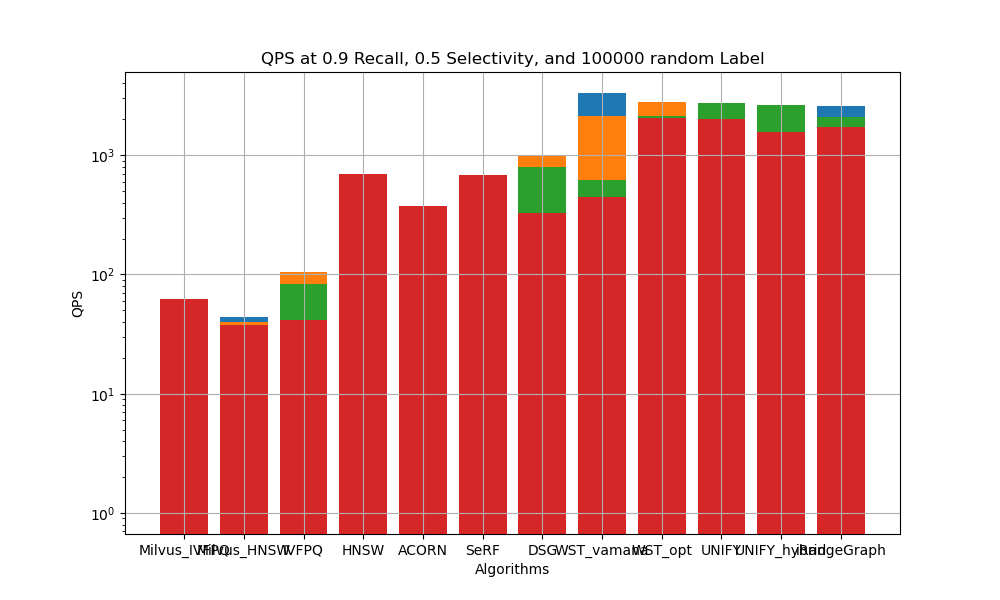 QPS at 0.9 Recall, 0.5 Selectivity, and 100000 random Label
QPS
10³
10²
10¹
10⁰
Milvus_IVFPQ Milvus_HNSW IVFPQ HNSW ACORN SeRF DSG WST_vamana WST_opt UNIFY UNIFY_hybrid iRangeGraph
Algorithms